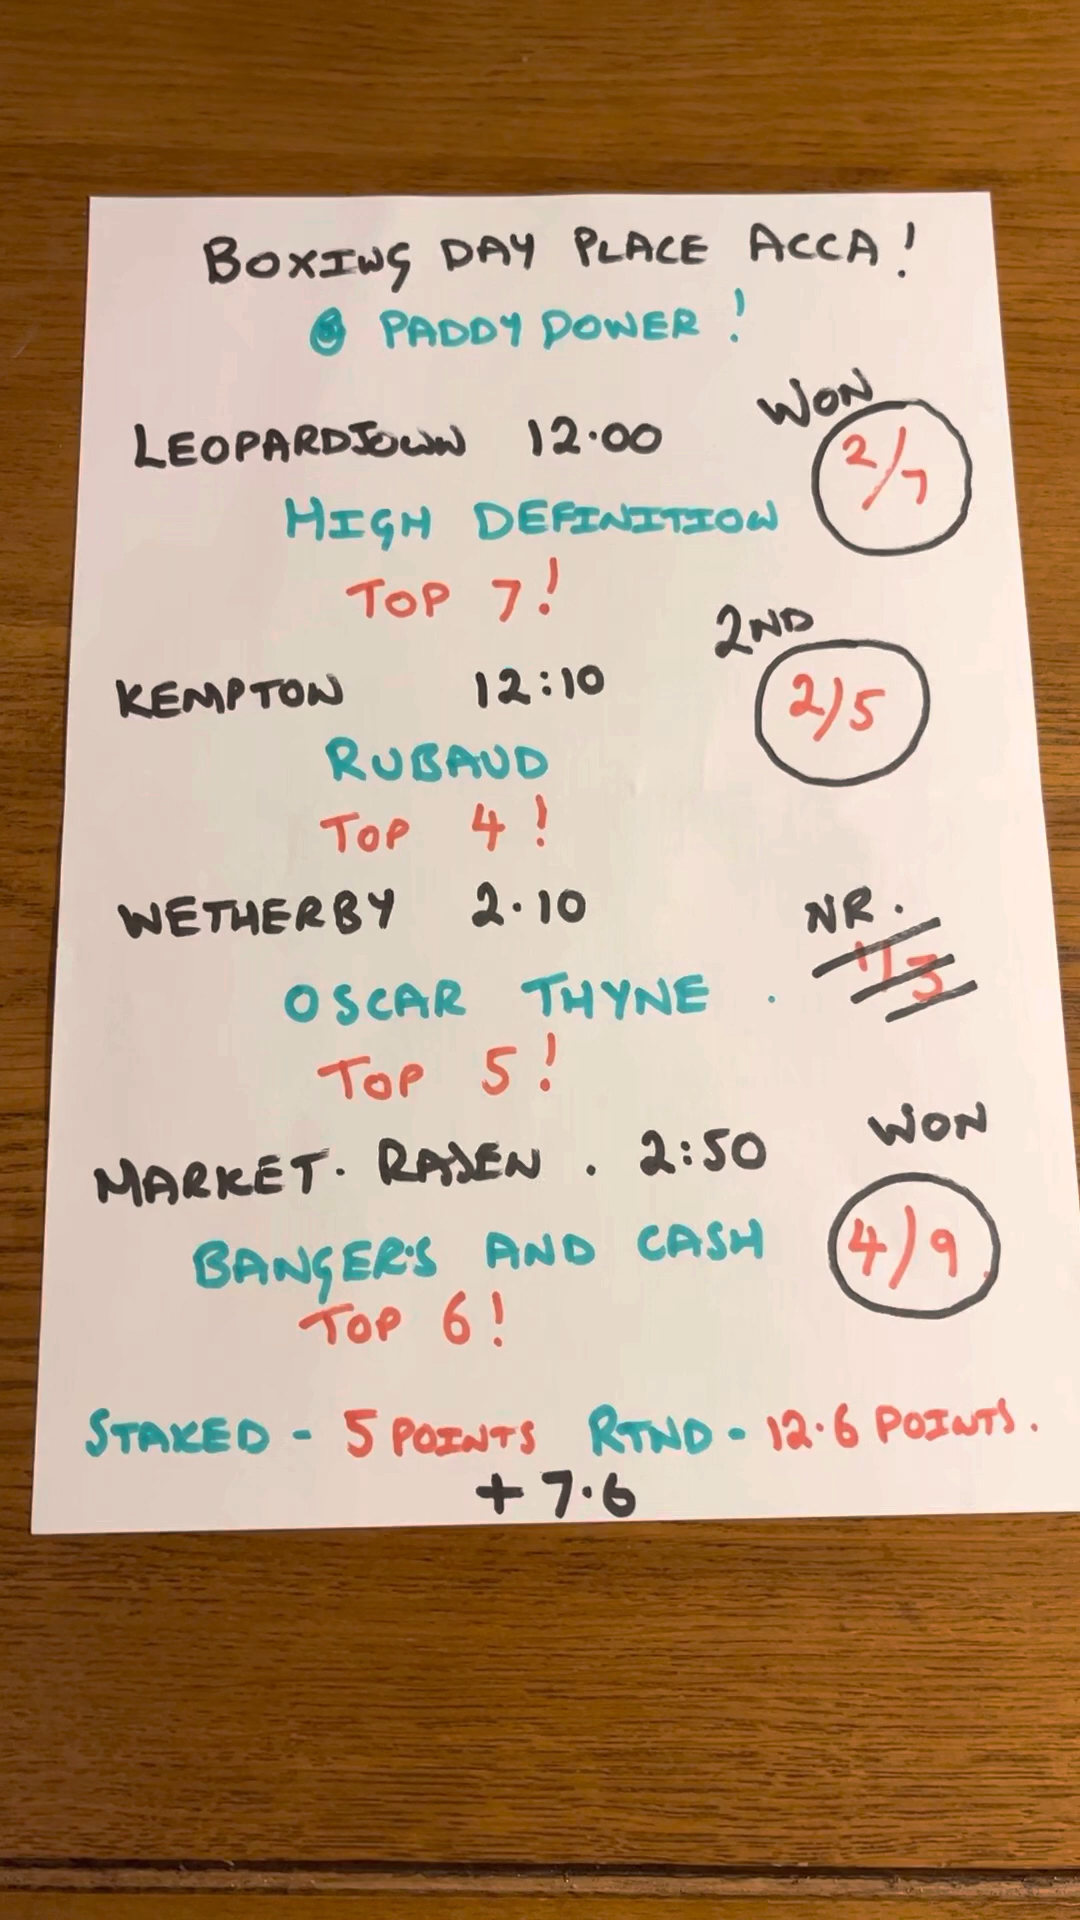 BOXING DAY PLACE ACCA!
@ PADDY POWER!
WON
LEOPARDSTOWN 12.00
2/7
HIGH DEFINITION
TOP 7!
2ND
KEMPTON 12:10
2/5
RUBAUD
TOP 4!
WETHERBY 2.10
NR.
1/3
OSCAR THYNE.
TOP 5!
WON
MARKET. RASEN. 2:50
BANGERS AND CASH
4/9
TOP 6!
STAKED - 5 POINTS RTND - 12.6 POINTS.
+7.6